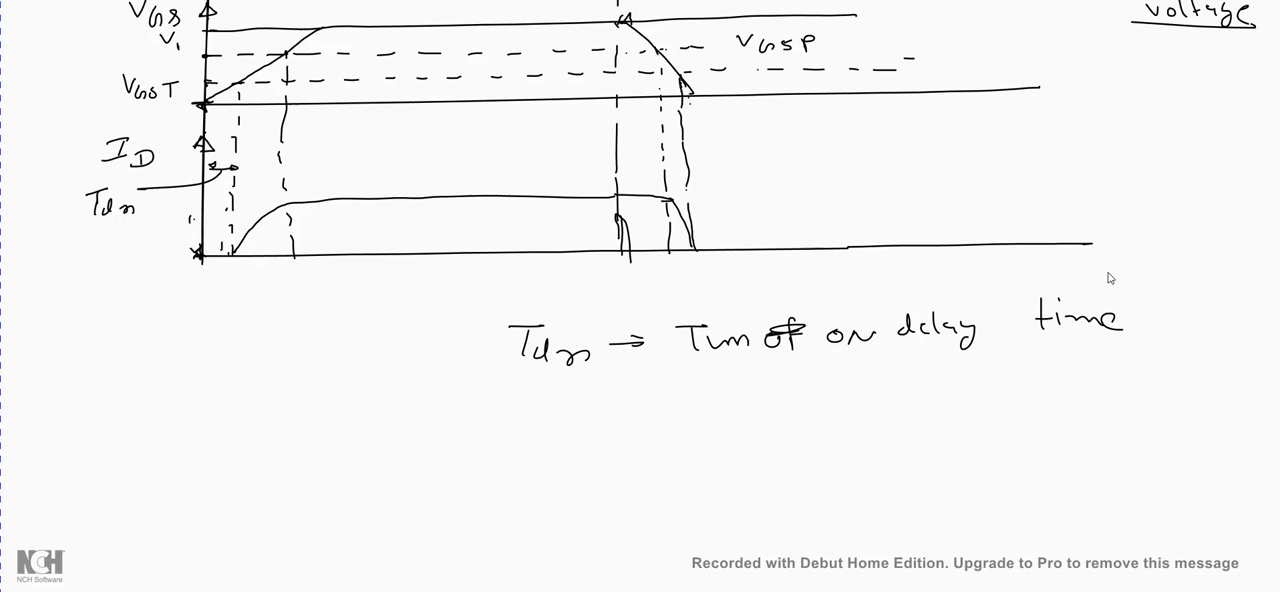 voltage
VGS
V1
VGSP
VGST
ID
Tdn
Tdn → Turn on delay time
NCH
NCH Software
Recorded with Debut Home Edition. Upgrade to Pro to remove this message